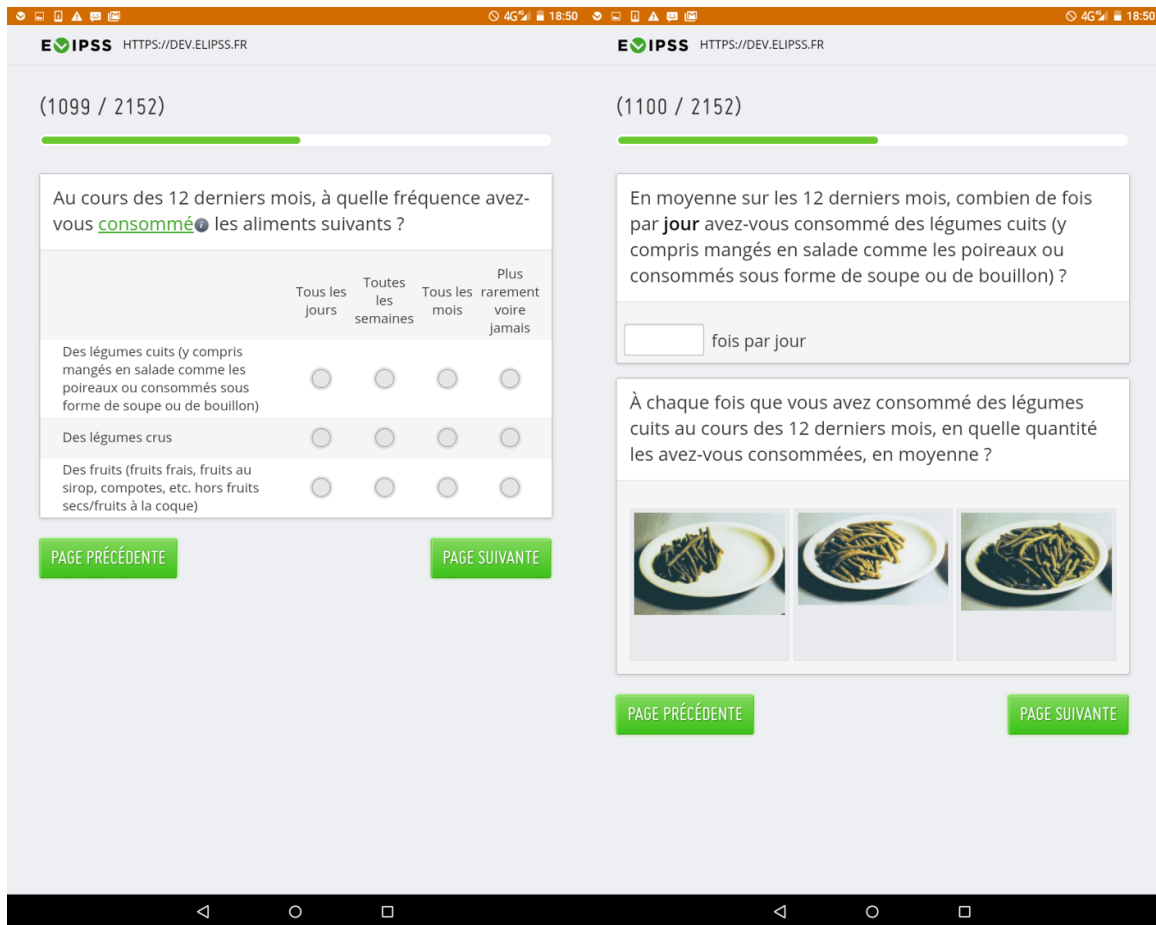 4G 18:50
ELIPSS HTTPS://DEV.ELIPSS.FR
(1099 / 2152)
Au cours des 12 derniers mois, à quelle fréquence avez-
vous consommé les aliments suivants ?
Tous les
jours
Toutes
les
semaines
Tous les
mois
Plus
rarement
voire
jamais
Des légumes cuits (y compris
mangés en salade comme les
poireaux ou consommés sous
forme de soupe ou de bouillon)
Des légumes crus
Des fruits (fruits frais, fruits au
sirop, compotes, etc. hors fruits
secs/fruits à la coque)
PAGE PRÉCÉDENTE
PAGE SUIVANTE
4G 18:50
ELIPSS HTTPS://DEV.ELIPSS.FR
(1100 / 2152)
En moyenne sur les 12 derniers mois, combien de fois
par jour avez-vous consommé des légumes cuits (y
compris mangés en salade comme les poireaux ou
consommés sous forme de soupe ou de bouillon) ?
fois par jour
À chaque fois que vous avez consommé des légumes
cuits au cours des 12 derniers mois, en quelle quantité
les avez-vous consommées, en moyenne ?
PAGE PRÉCÉDENTE
PAGE SUIVANTE